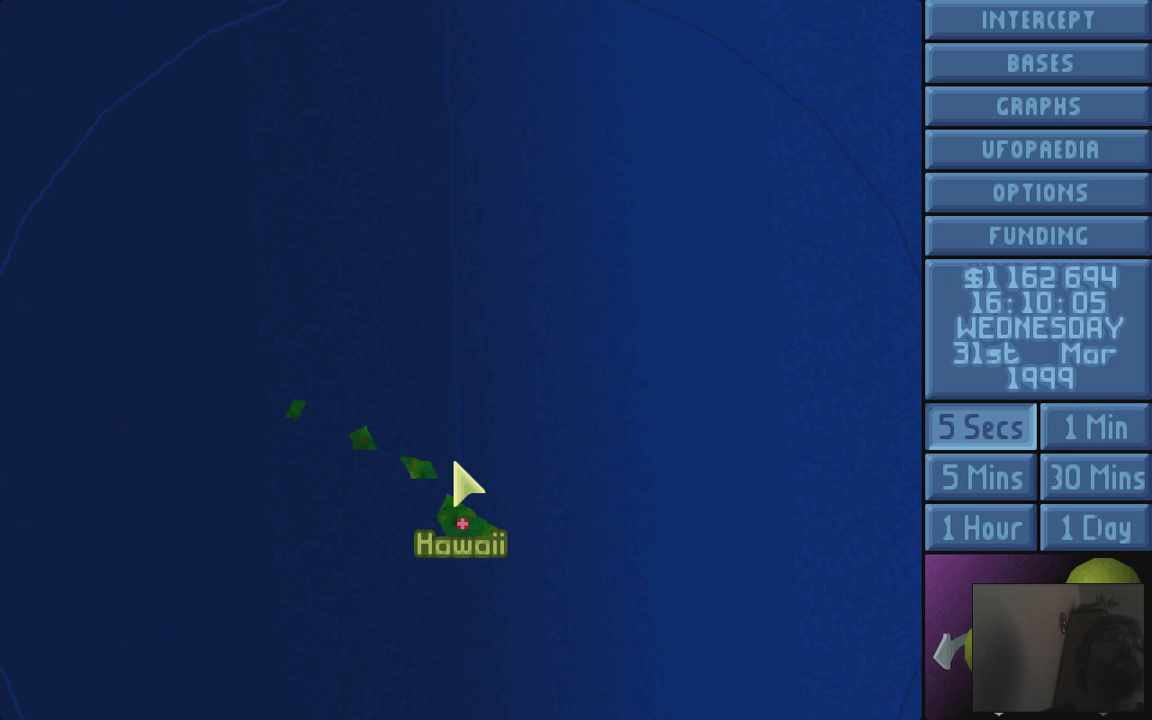 INTERCEPT
BASES
GRAPHS
UFOPAEDIA
OPTIONS
FUNDING
$1 162 694
16:10:05
WEDNESDAY
31st Mar
1999
5 Secs
1 Min
5 Mins
30 Mins
1 Hour
1 Day
Hawaii